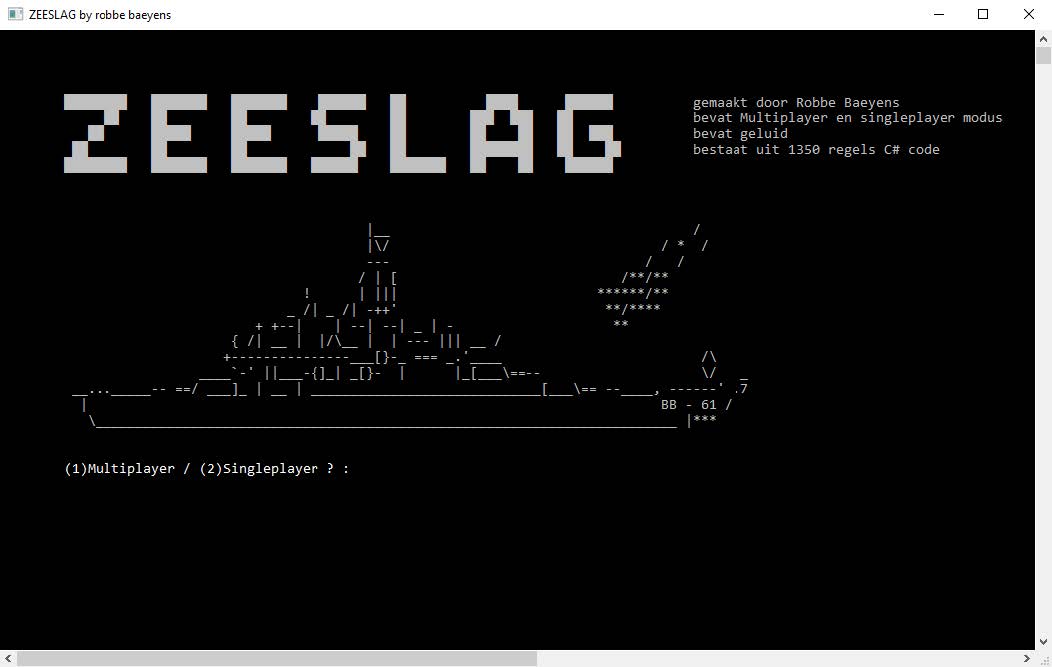 ZEESLAG by robbe baeyens
ZEESLAG
gemaakt door Robbe Baeyens
bevat Multiplayer en singleplayer modus
bevat geluid
bestaat uit 1350 regels C# code
BB - 61
(1)Multiplayer / (2)Singleplayer ? :